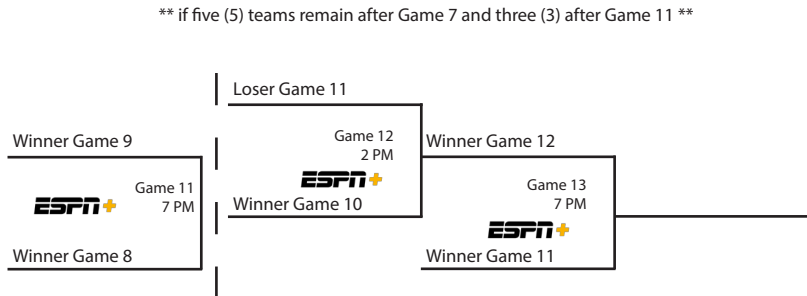 ** if five (5) teams remain after Game 7 and three (3) after Game 11 **
Loser Game 11
Winner Game 9
Game 12
2 PM
Winner Game 12
ESPN+
Game 11
7 PM
ESPN+
Winner Game 10
Game 13
7 PM
ESPN+
Winner Game 8
Winner Game 11